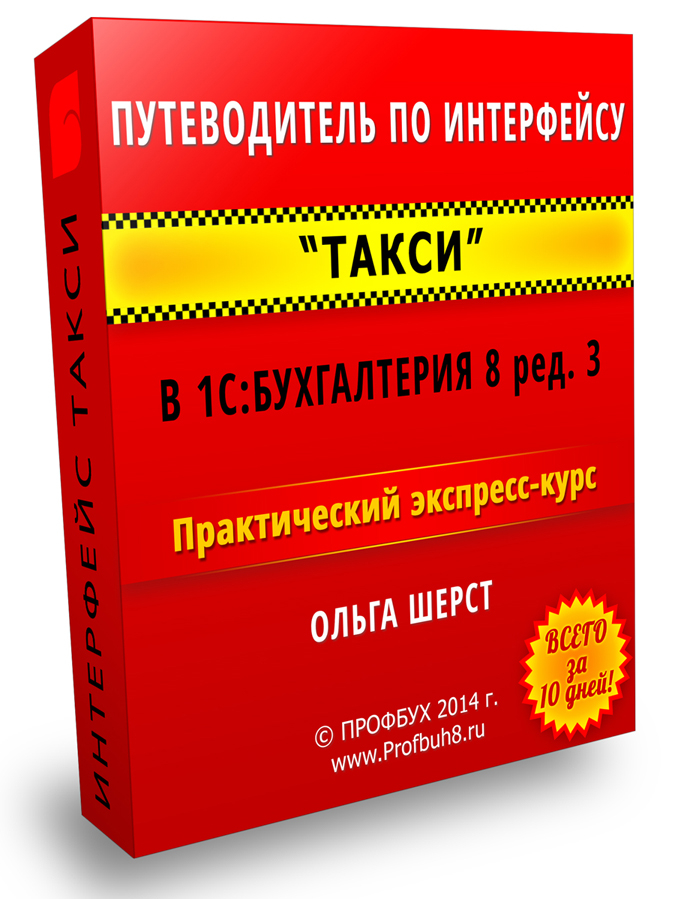 ПУТЕВОДИТЕЛЬ ПО ИНТЕРФЕЙСУ
"ТАКСИ"
В 1С:БУХГАЛТЕРИЯ 8 ред. 3
Практический экспресс-курс
ОЛЬГА ШЕРСТ
ВСЕГО
за
10 дней!
© ПРОФБУХ 2014 г.
www.Profbuh8.ru
ИНТЕРФЕЙС ТАКСИ